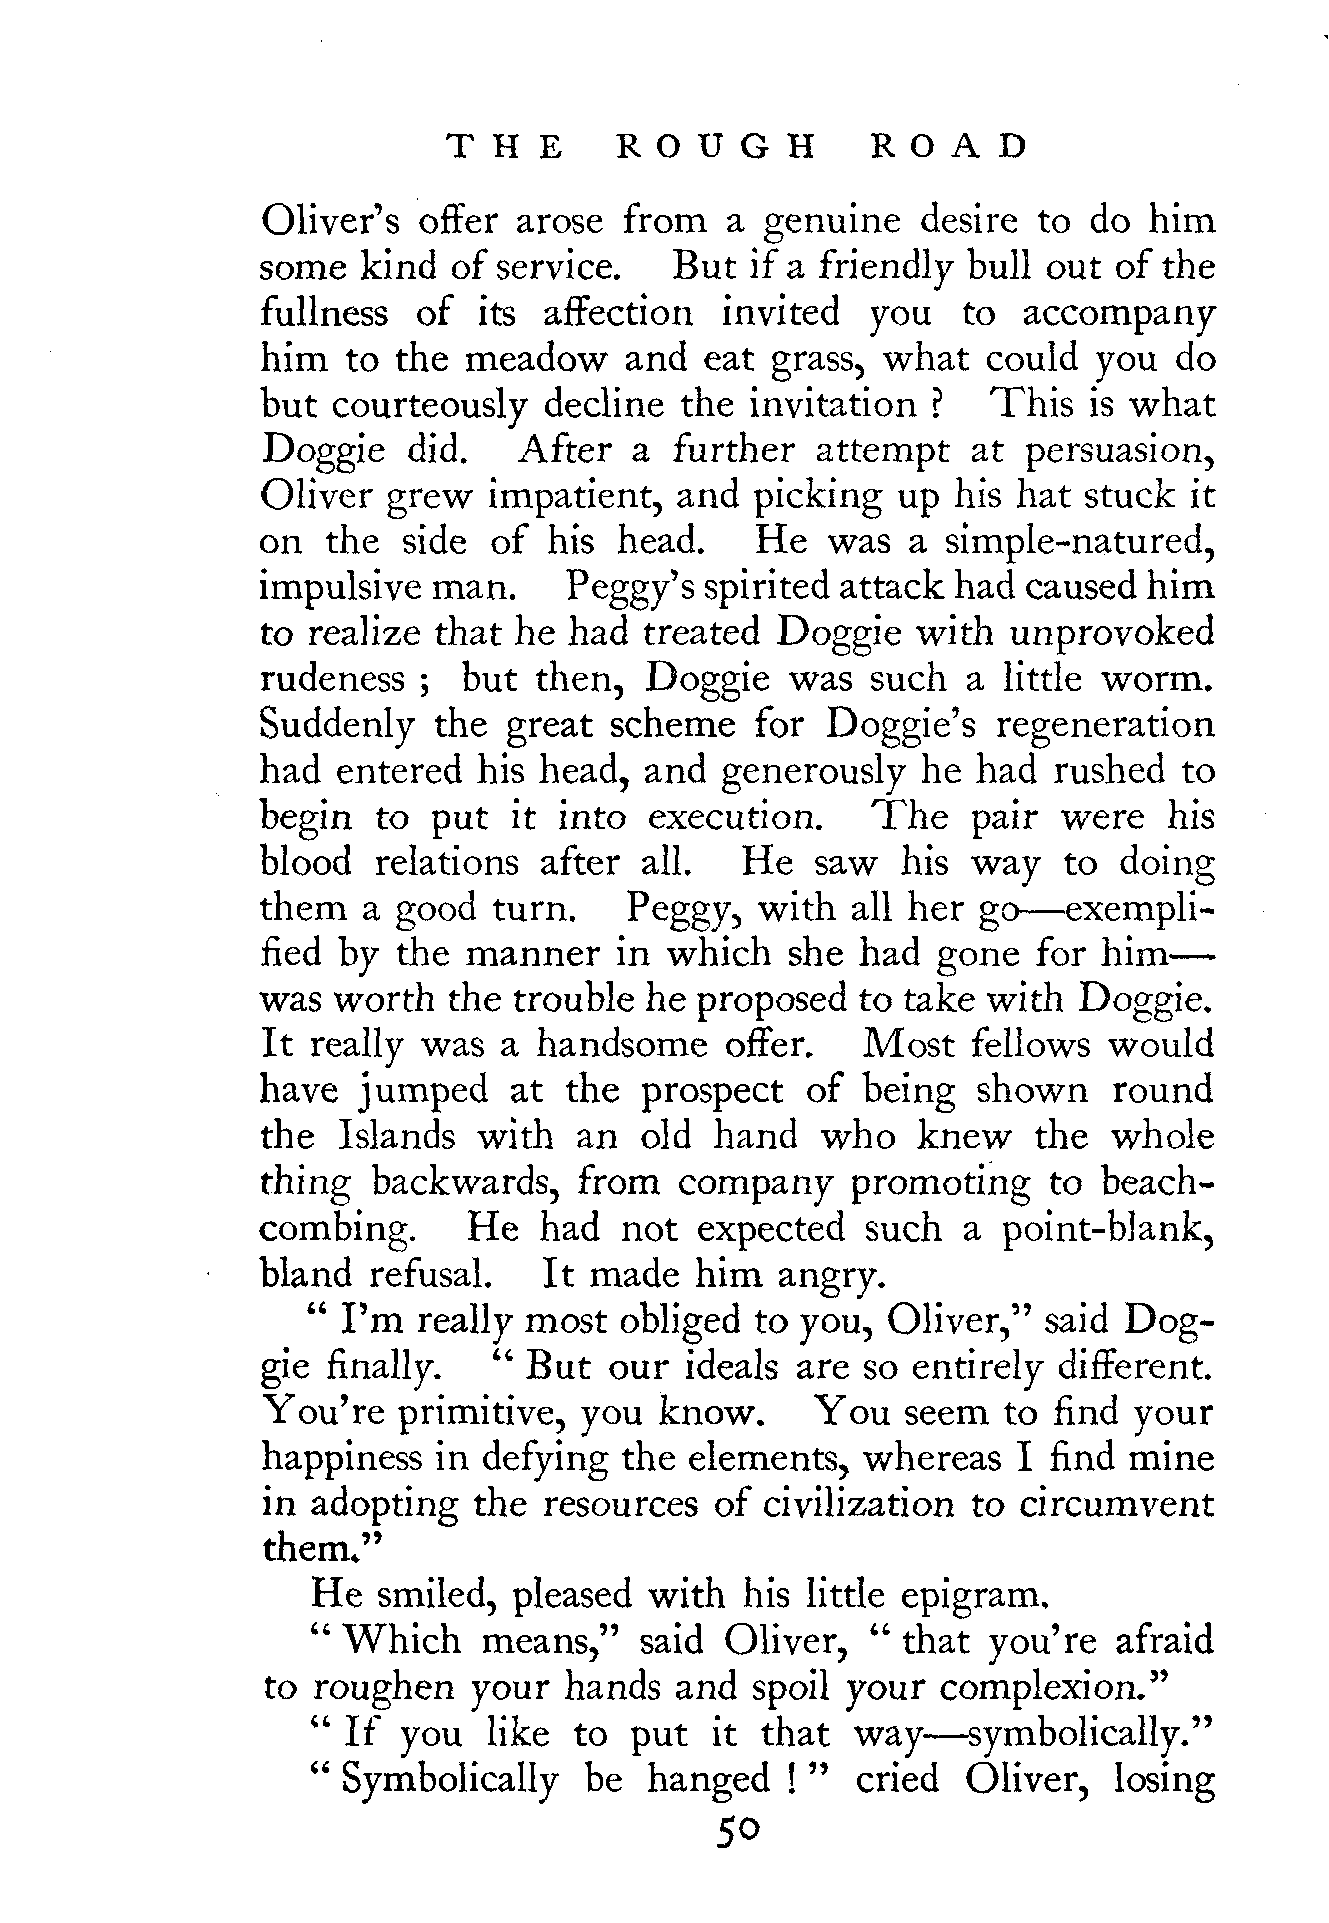 THE ROUGH ROAD
Oliver's offer arose from a genuine desire to do him
some kind of service. But if a friendly bull out of the
fullness of its affection invited you to accompany
him to the meadow and eat grass, what could you do
but courteously decline the invitation ? This is what
Doggie did. After a further attempt at persuasion,
Oliver grew impatient, and picking up his hat stuck it
on the side of his head. He was a simple-natured,
impulsive man. Peggy's spirited attack had caused him
to realize that he had treated Doggie with unprovoked
rudeness ; but then, Doggie was such a little worm.
Suddenly the great scheme for Doggie's regeneration
had entered his head, and generously he had rushed to
begin to put it into execution. The pair were his
blood relations after all. He saw his way to doing
them a good turn. Peggy, with all her go—exempli-
fied by the manner in which she had gone for him—
was worth the trouble he proposed to take with Doggie.
It really was a handsome offer. Most fellows would
have jumped at the prospect of being shown round
the Islands with an old hand who knew the whole
thing backwards, from company promoting to beach-
combing. He had not expected such a point-blank,
bland refusal. It made him angry.
“ I'm really most obliged to you, Oliver,” said Dog-
gie finally. “ But our ideals are so entirely different.
You're primitive, you know. You seem to find your
happiness in defying the elements, whereas I find mine
in adopting the resources of civilization to circumvent
them.”
He smiled, pleased with his little epigram.
“ Which means,” said Oliver, “ that you're afraid
to roughen your hands and spoil your complexion.”
“ If you like to put it that way—symbolically.”
“ Symbolically be hanged ! ” cried Oliver, losing
50